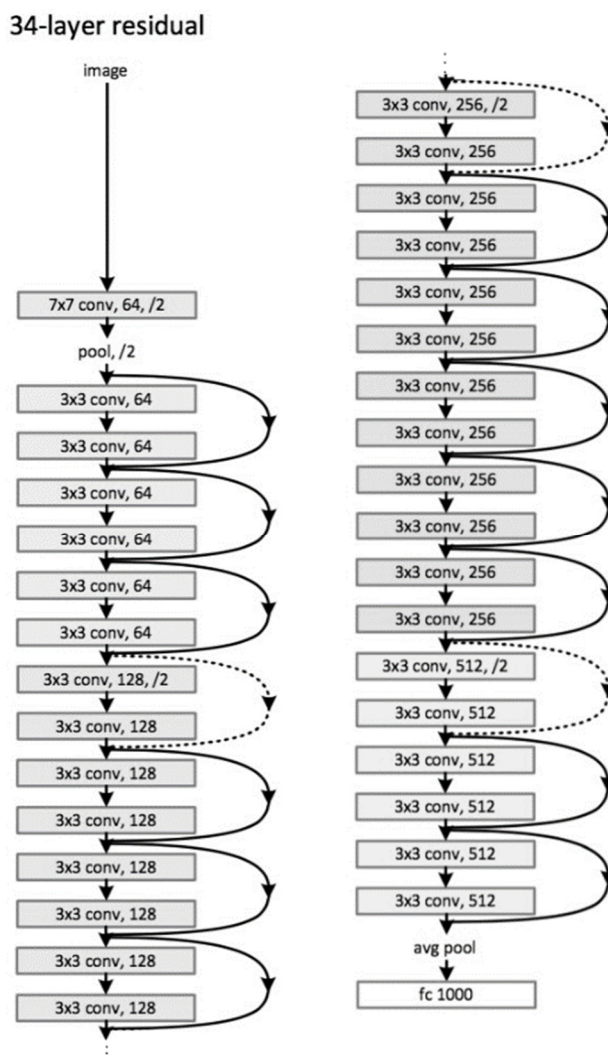 34-layer residual
image
7x7 conv, 64, /2
pool, /2
3x3 conv, 64
3x3 conv, 64
3x3 conv, 64
3x3 conv, 64
3x3 conv, 64
3x3 conv, 64
3x3 conv, 128, /2
3x3 conv, 128
3x3 conv, 128
3x3 conv, 128
3x3 conv, 128
3x3 conv, 128
3x3 conv, 128
3x3 conv, 128
3x3 conv, 256, /2
3x3 conv, 256
3x3 conv, 256
3x3 conv, 256
3x3 conv, 256
3x3 conv, 256
3x3 conv, 256
3x3 conv, 256
3x3 conv, 256
3x3 conv, 256
3x3 conv, 256
3x3 conv, 256
3x3 conv, 512, /2
3x3 conv, 512
3x3 conv, 512
3x3 conv, 512
3x3 conv, 512
3x3 conv, 512
avg pool
fc 1000